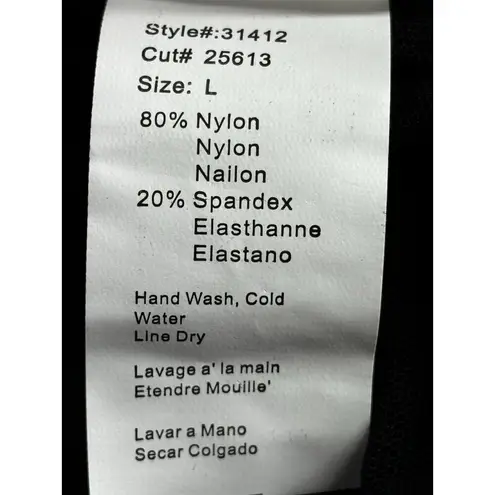 Style#:31412
Cut# 25613
Size: L
80% Nylon
Nylon
Nailon
20% Spandex
Elasthanne
Elastano
Hand Wash, Cold
Water
Line Dry
Lavage a' la main
Etendre Mouille'
Lavar a Mano
Secar Colgado